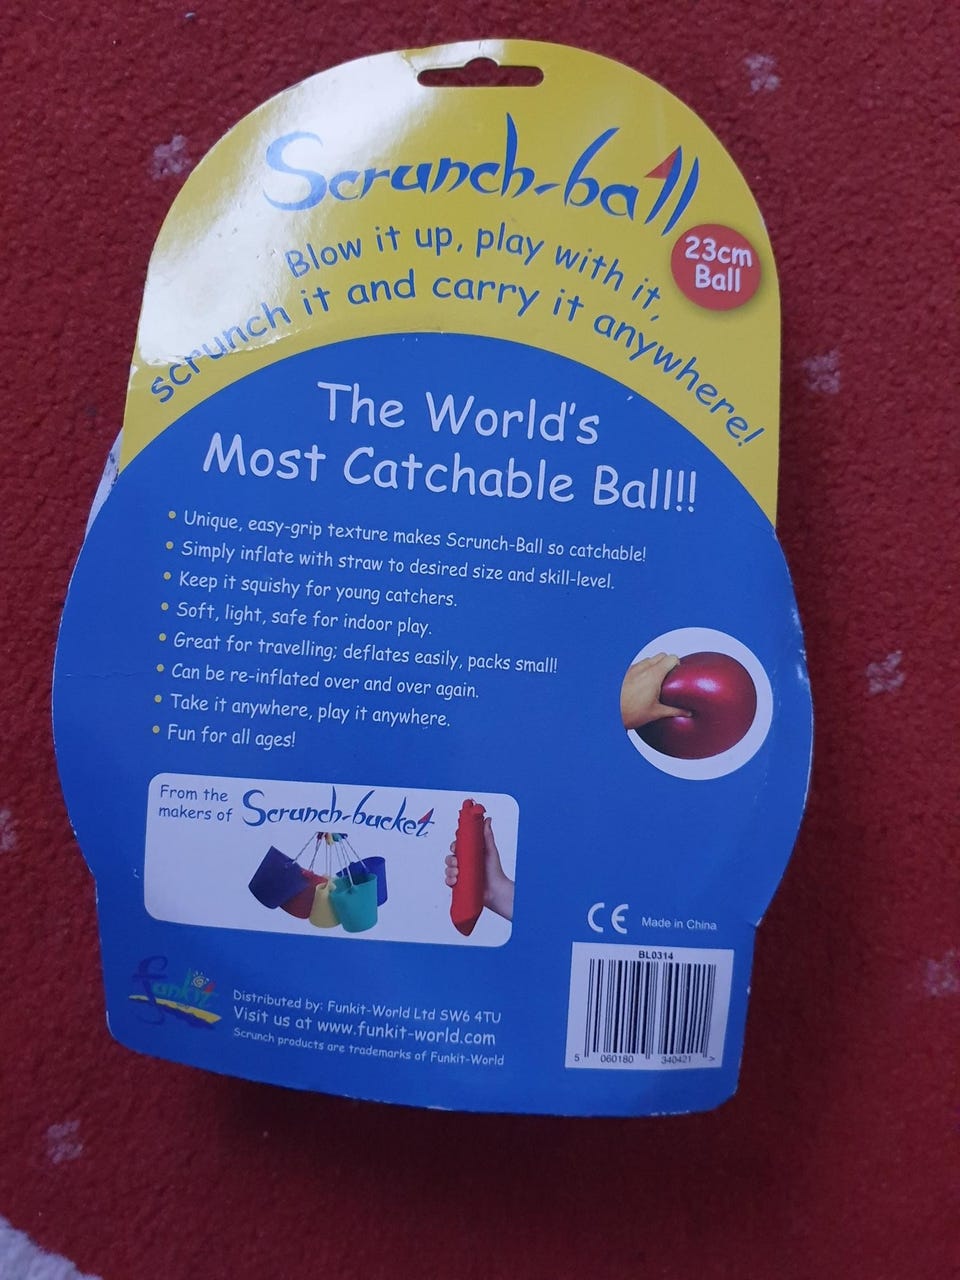 Scrunch-ball
Blow it up, play with it,
scrunch it and carry it anywhere!
23cm
Ball
The World's
Most Catchable Ball!!
• Unique, easy-grip texture makes Scrunch-Ball so catchable!
• Simply inflate with straw to desired size and skill-level.
• Keep it squishy for young catchers.
• Soft, light, safe for indoor play.
• Great for travelling; deflates easily, packs small!
• Can be re-inflated over and over again.
• Take it anywhere, play it anywhere.
• Fun for all ages!
From the
makers of Scrunch-bucket
CE Made in China
BL0314
5 060180 340421 >
funkit
Distributed by: Funkit-World Ltd SW6 4TU
Visit us at www.funkit-world.com
Scrunch products are trademarks of Funkit-World